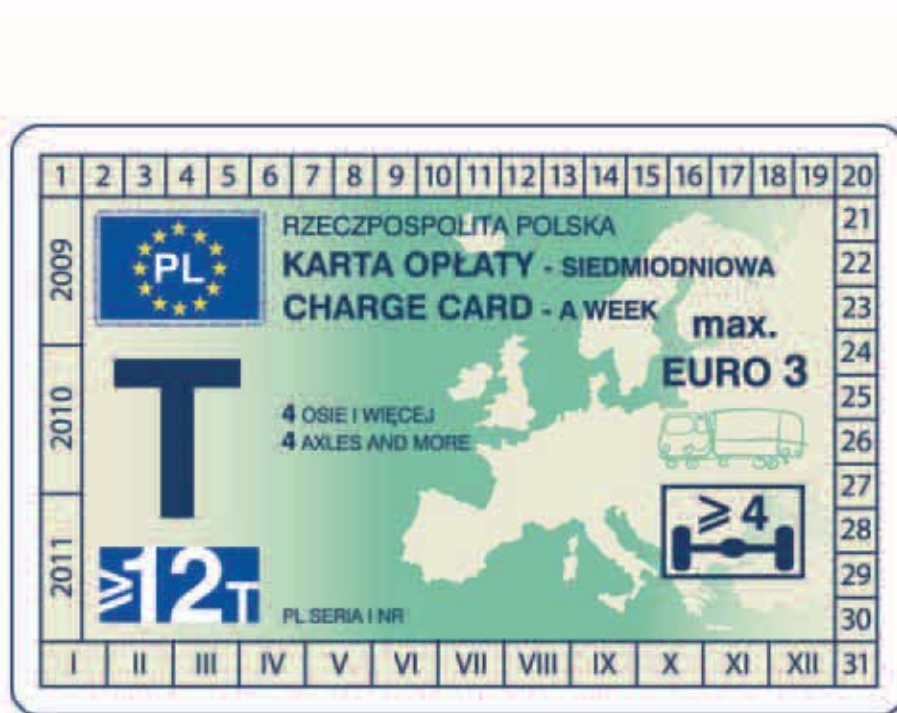 1 2 3 4 5 6 7 8 9 10 11 12 13 14 15 16 17 18 19 20
21
22
23
24
25
26
27
28
29
30
31
2009
2010
2011
PL
RZECZPOSPOLITA POLSKA
KARTA OPŁATY - SIEDMIODNIOWA
CHARGE CARD - A WEEK
max.
EURO 3
T
4 OSIE I WIĘCEJ
4 AXLES AND MORE
≥ 4
≥12T
PL SERIA I NR
I II III IV V VI VII VIII IX X XI XII